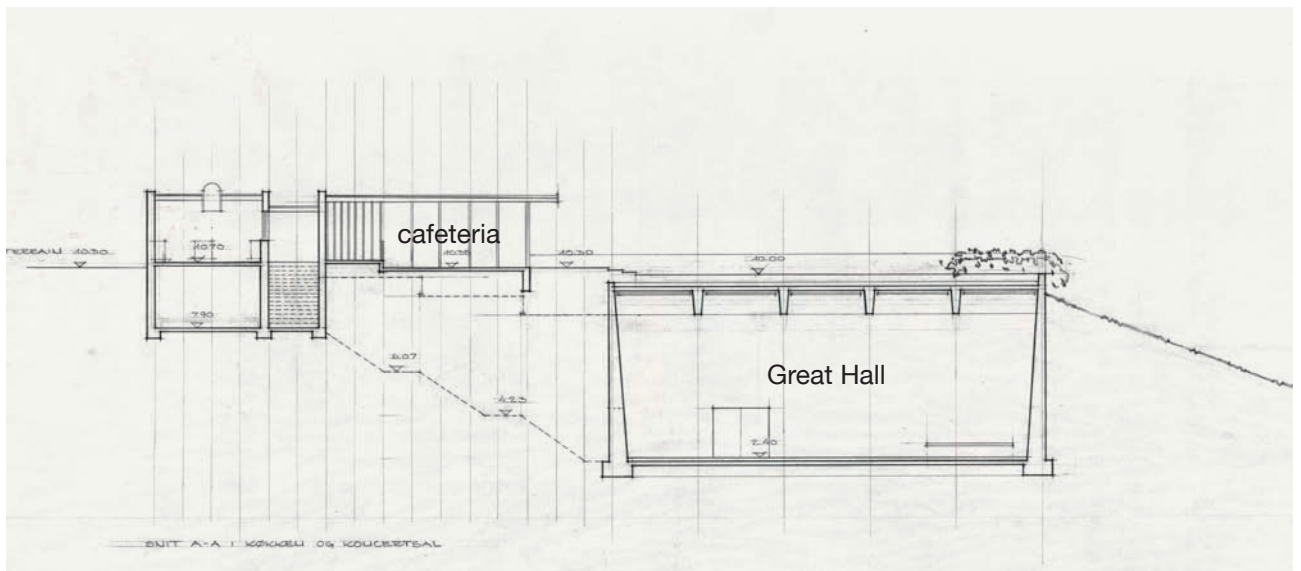 cafeteria
TERRAIN 10.30
10.70
10.35
10.30
10.00
7.90
6.07
Great Hall
4.23
2.40
SNIT A-A I KØKKEN OG KONCERTSAL